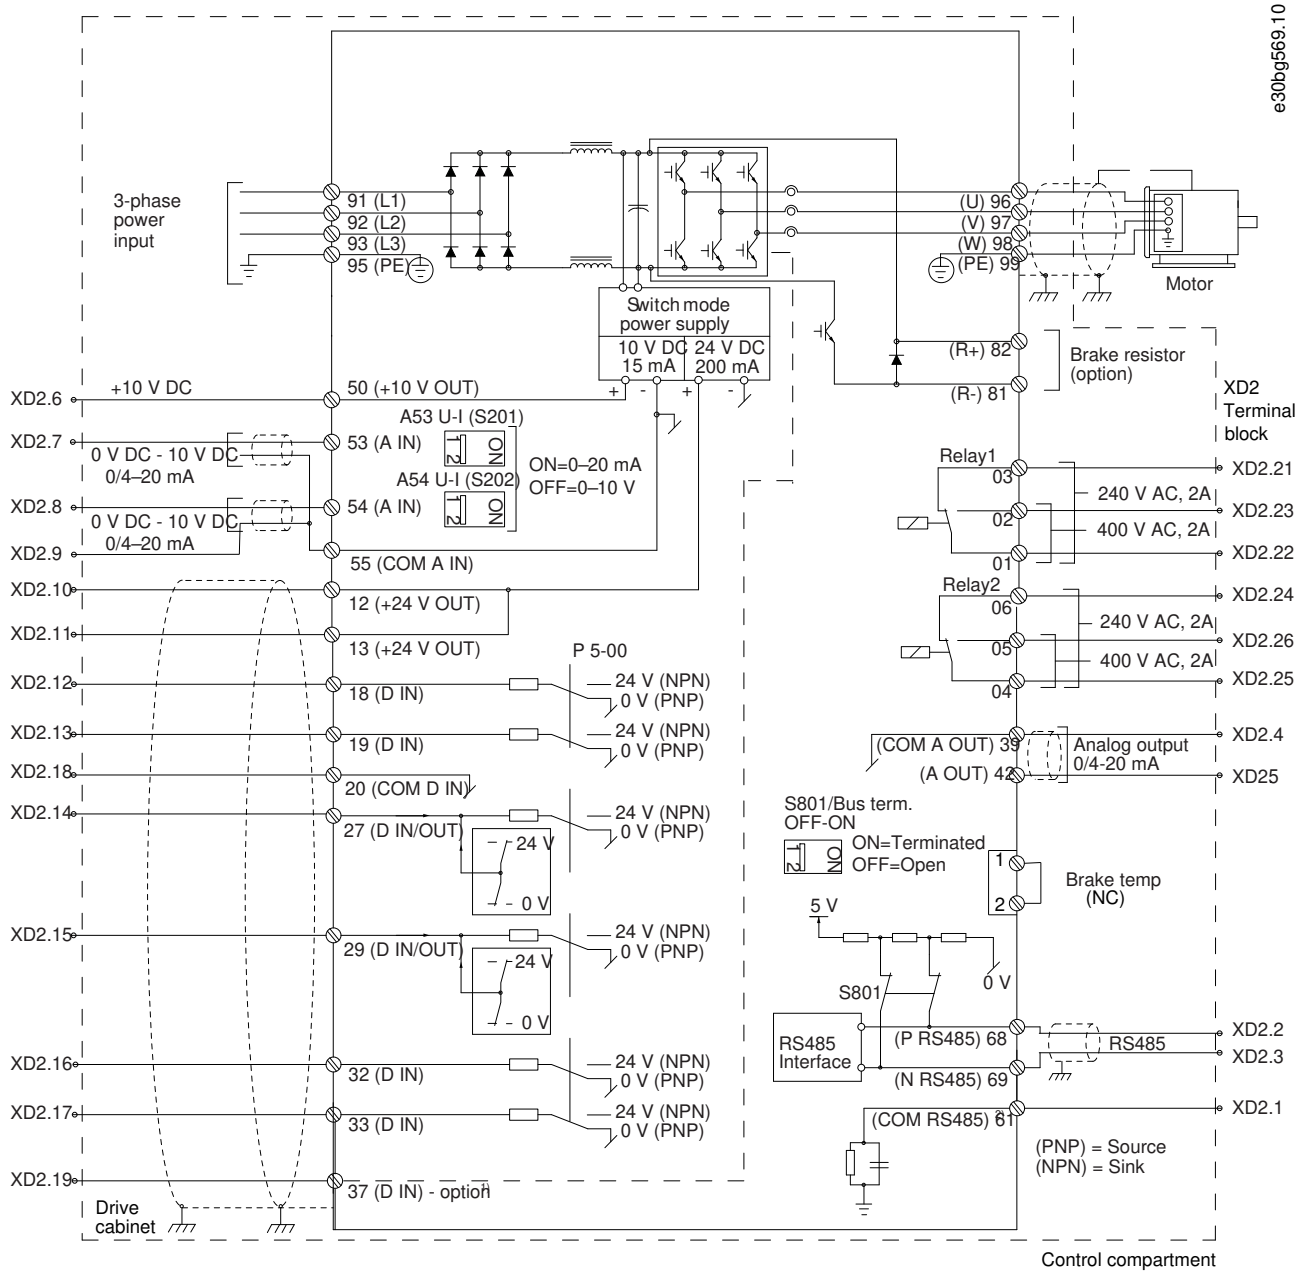 e30bg569.10
3-phase
power
input
91 (L1)
92 (L2)
93 (L3)
95 (PE)
(U) 96
(V) 97
(W) 98
(PE) 99
Motor
Switch mode
power supply
10 V DC
15 mA
24 V DC
200 mA
+ - + -
(R+) 82
(R-) 81
Brake resistor
(option)
XD2
Terminal
block
XD2.6
+10 V DC
50 (+10 V OUT)
A53 U-I (S201)
XD2.7
0 V DC - 10 V DC
0/4–20 mA
53 (A IN)
1 2
ON
A54 U-I (S202)
ON=0–20 mA
OFF=0–10 V
XD2.8
0 V DC - 10 V DC
0/4–20 mA
54 (A IN)
1 2
ON
XD2.9
55 (COM A IN)
XD2.10
12 (+24 V OUT)
XD2.11
13 (+24 V OUT)
P 5-00
XD2.12
18 (D IN)
24 V (NPN)
0 V (PNP)
XD2.13
19 (D IN)
24 V (NPN)
0 V (PNP)
XD2.18
20 (COM D IN)
XD2.14
27 (D IN/OUT)
24 V (NPN)
0 V (PNP)
24 V
0 V
XD2.15
29 (D IN/OUT)
24 V (NPN)
0 V (PNP)
24 V
0 V
XD2.16
32 (D IN)
24 V (NPN)
0 V (PNP)
XD2.17
33 (D IN)
24 V (NPN)
0 V (PNP)
XD2.19
37 (D IN) - option 1)
Drive
cabinet
Relay1
03
240 V AC, 2A
XD2.21
02
400 V AC, 2A
XD2.23
01
XD2.22
Relay2
06
240 V AC, 2A
XD2.24
05
400 V AC, 2A
XD2.26
04
XD2.25
(COM A OUT) 39
Analog output
0/4-20 mA
XD2.4
(A OUT) 42
XD25
S801/Bus term.
OFF-ON
1 2
ON
ON=Terminated
OFF=Open
1
2
Brake temp
(NC)
5 V
0 V
S801
RS485
Interface
(P RS485) 68
RS485
XD2.2
(N RS485) 69
XD2.3
(COM RS485) 61
2)
XD2.1
(PNP) = Source
(NPN) = Sink
Control compartment